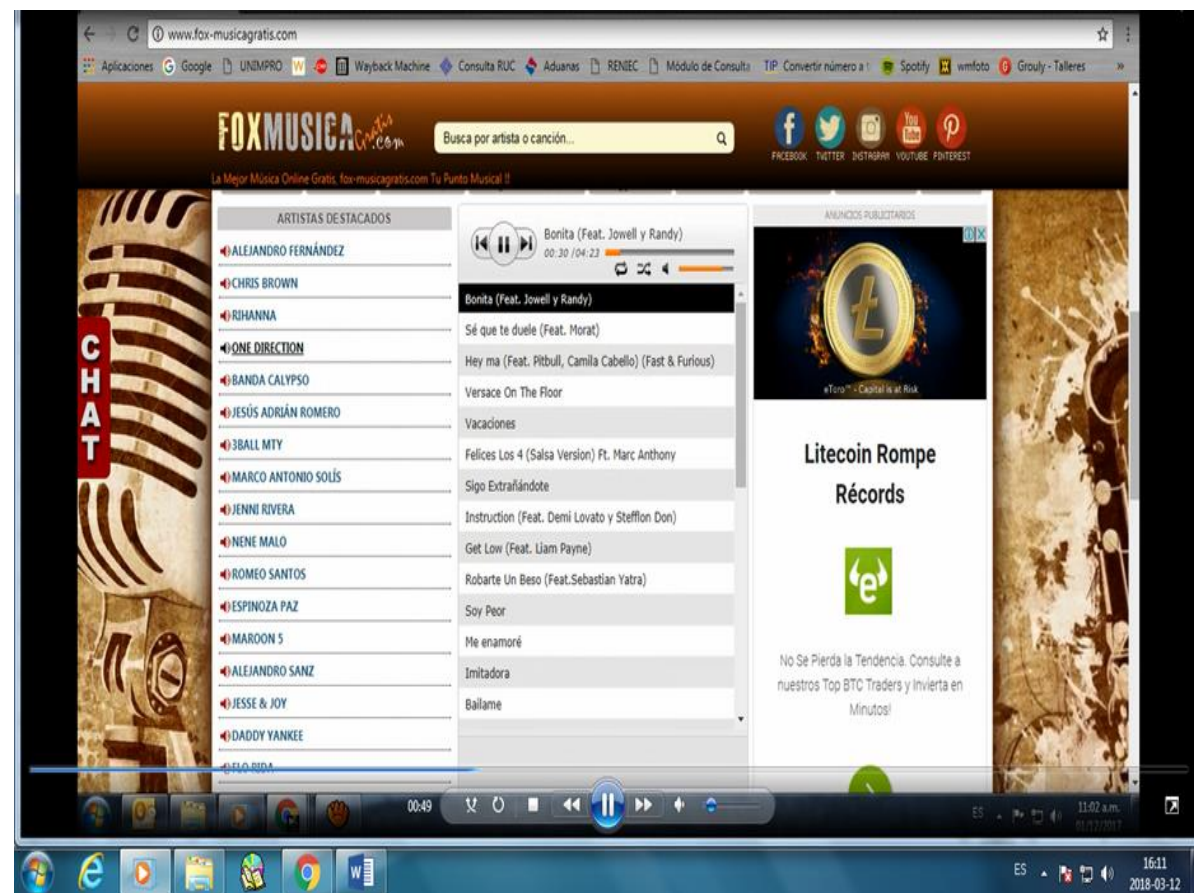 www.fox-musicagratis.com
Aplicaciones Google UNIMPRO Wayback Machine Consulta RUC Aduanas RENIEC Módulo de Consulta TIP Convertir número a Spotify wmfoto Grouly - Talleres »
FOXMUSICA Gratis .com
Busca por artista o canción...
FACEBOOK TWITTER INSTAGRAM YOUTUBE PINTEREST
La Mejor Música Online Gratis, fox-musicagratis.com Tu Punto Musical !!
CHAT
ARTISTAS DESTACADOS
ALEJANDRO FERNÁNDEZ
CHRIS BROWN
RIHANNA
ONE DIRECTION
BANDA CALYPSO
JESÚS ADRIÁN ROMERO
3BALL MTY
MARCO ANTONIO SOLÍS
JENNI RIVERA
NENE MALO
ROMEO SANTOS
ESPINOZA PAZ
MAROON 5
ALEJANDRO SANZ
JESSE & JOY
DADDY YANKEE
FLO RIDA
Bonita (Feat. Jowell y Randy)
00:30 /04:23
Bonita (Feat. Jowell y Randy)
Sé que te duele (Feat. Morat)
Hey ma (Feat. Pitbull, Camila Cabello) (Fast & Furious)
Versace On The Floor
Vacaciones
Felices Los 4 (Salsa Version) Ft. Marc Anthony
Sigo Extrañándote
Instruction (Feat. Demi Lovato y Stefflon Don)
Get Low (Feat. Liam Payne)
Robarte Un Beso (Feat.Sebastian Yatra)
Soy Peor
Me enamoré
Imitadora
Bailame
ANUNCIOS PUBLICITARIOS
eToro™ - Capital is at Risk
Litecoin Rompe
Récords
e
No Se Pierda la Tendencia. Consulte a
nuestros Top BTC Traders y Invierta en
Minutos!
00:49
ES 11:02 a.m.
01/12/2017
ES 16:11
2018-03-12